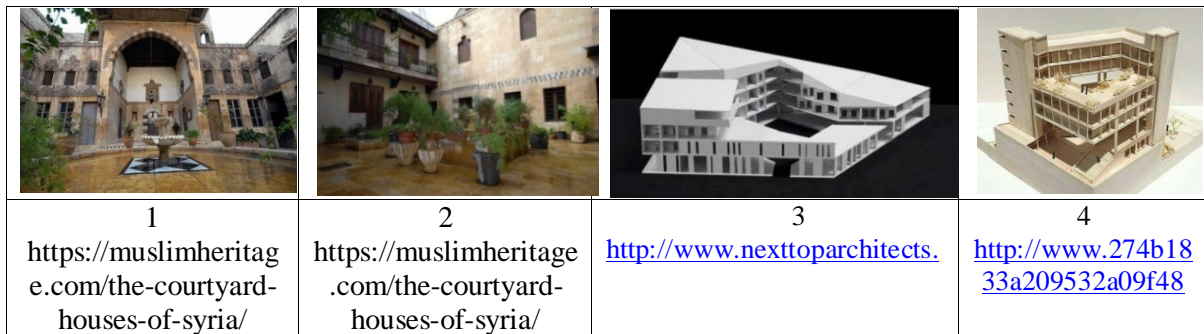 1
https://muslimheritag
e.com/the-courtyard-
houses-of-syria/
2
https://muslimheritage
.com/the-courtyard-
houses-of-syria/
3
http://www.nexttoparchitects.
4
http://www.274b18
33a209532a09f48